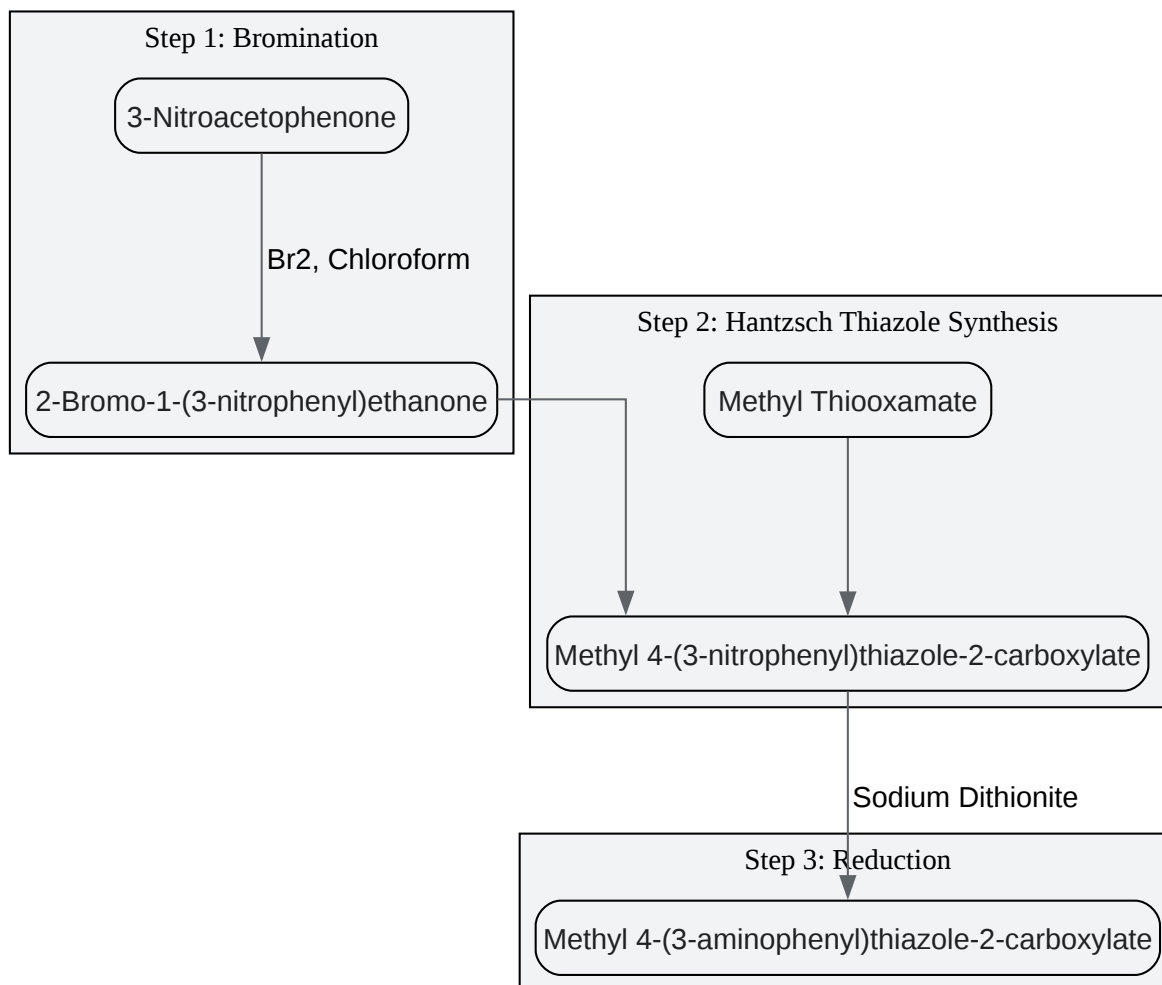 Step 1: Bromination
3-Nitroacetophenone
Br2, Chloroform
2-Bromo-1-(3-nitrophenyl)ethanone
Step 2: Hantzsch Thiazole Synthesis
Methyl Thiooxamate
Methyl 4-(3-nitrophenyl)thiazole-2-carboxylate
Sodium Dithionite
Step 3: Reduction
Methyl 4-(3-aminophenyl)thiazole-2-carboxylate